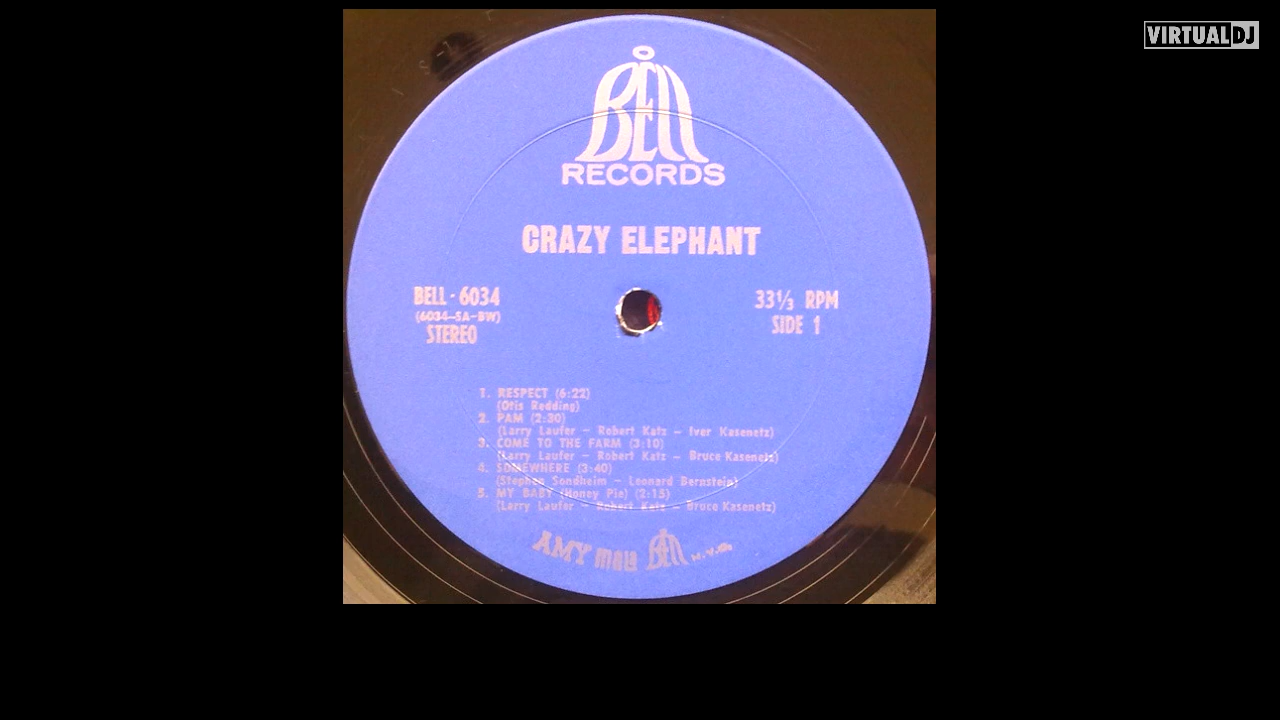 VIRTUALDJ
BELL
RECORDS
CRAZY ELEPHANT
BELL - 6034
(6034-SA-BW)
STEREO
33⅓ RPM
SIDE 1
1. RESPECT (6:22)
(Otis Redding)
2. PAM (2:30)
(Larry Laufer - Robert Katz - Iver Kasenetz)
3. COME TO THE FARM (3:10)
(Larry Laufer - Robert Katz - Bruce Kasenetz)
4. SOMEWHERE (3:40)
(Stephen Sondheim - Leonard Bernstein)
5. MY BABY (Honey Pie) (2:15)
(Larry Laufer - Robert Katz - Bruce Kasenetz)
AMY mala BELL N.Y.C.